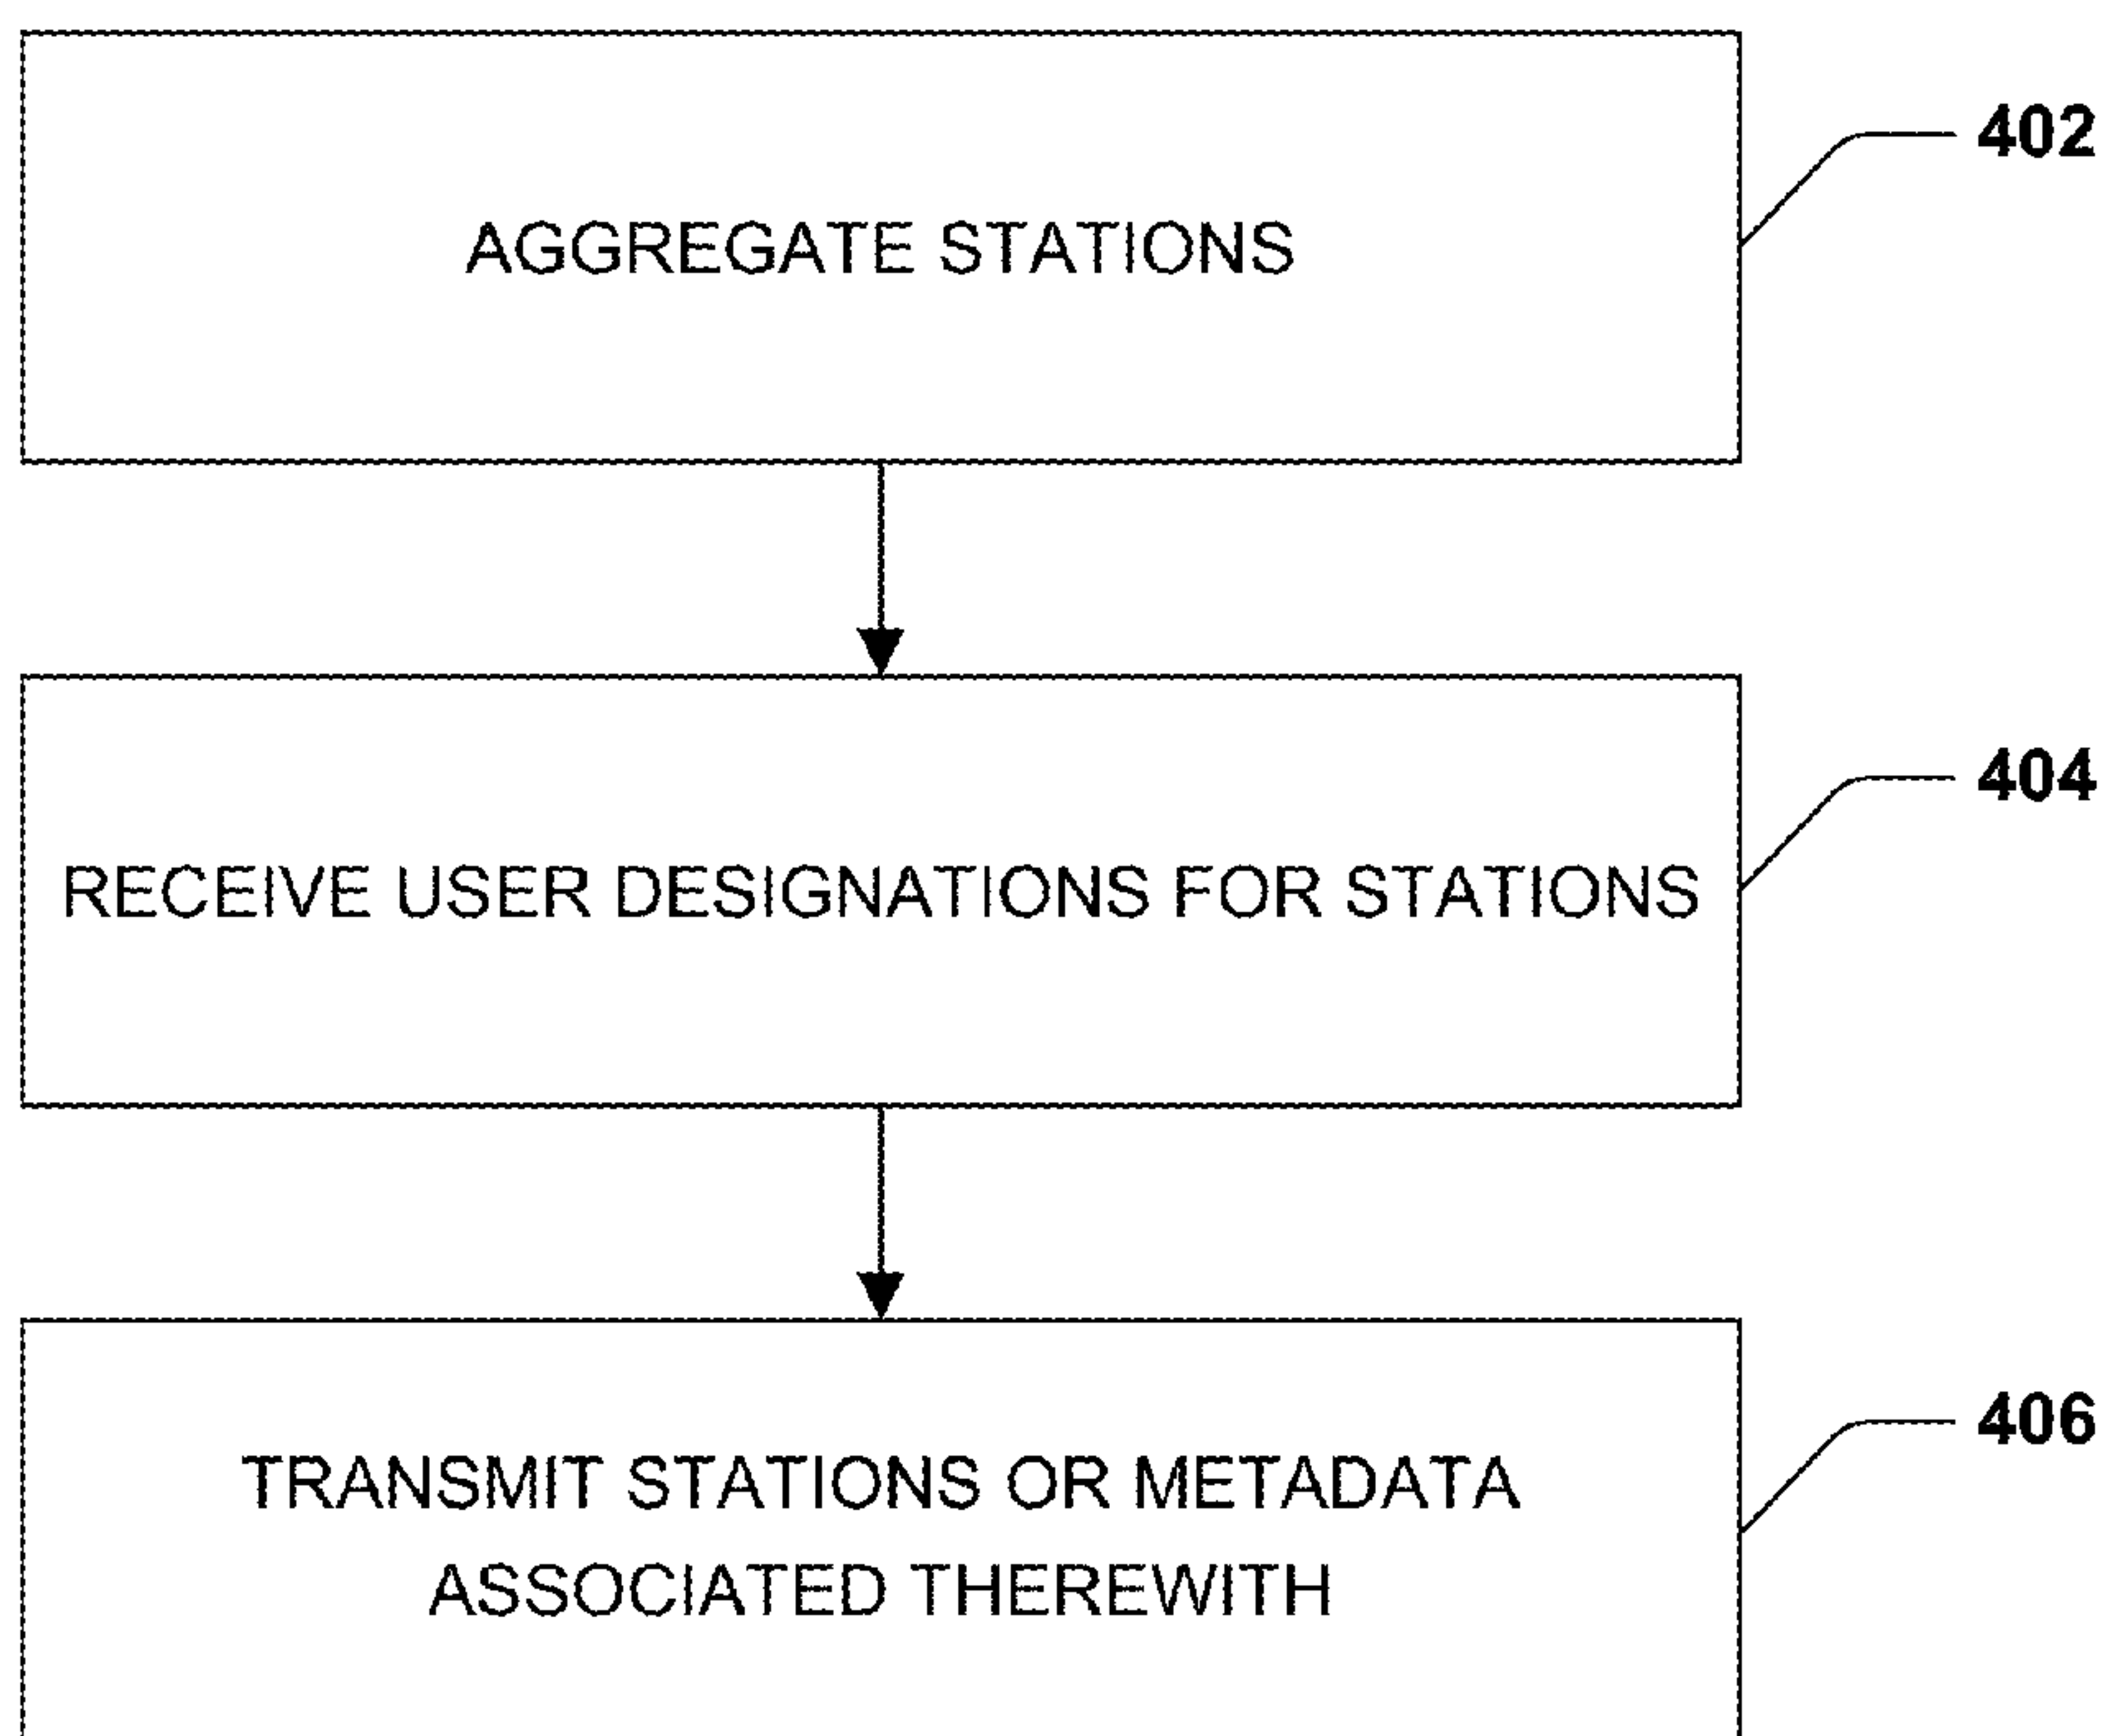 AGGREGATE STATIONS
402
RECEIVE USER DESIGNATIONS FOR STATIONS
404
TRANSMIT STATIONS OR METADATA
ASSOCIATED THEREWITH
406